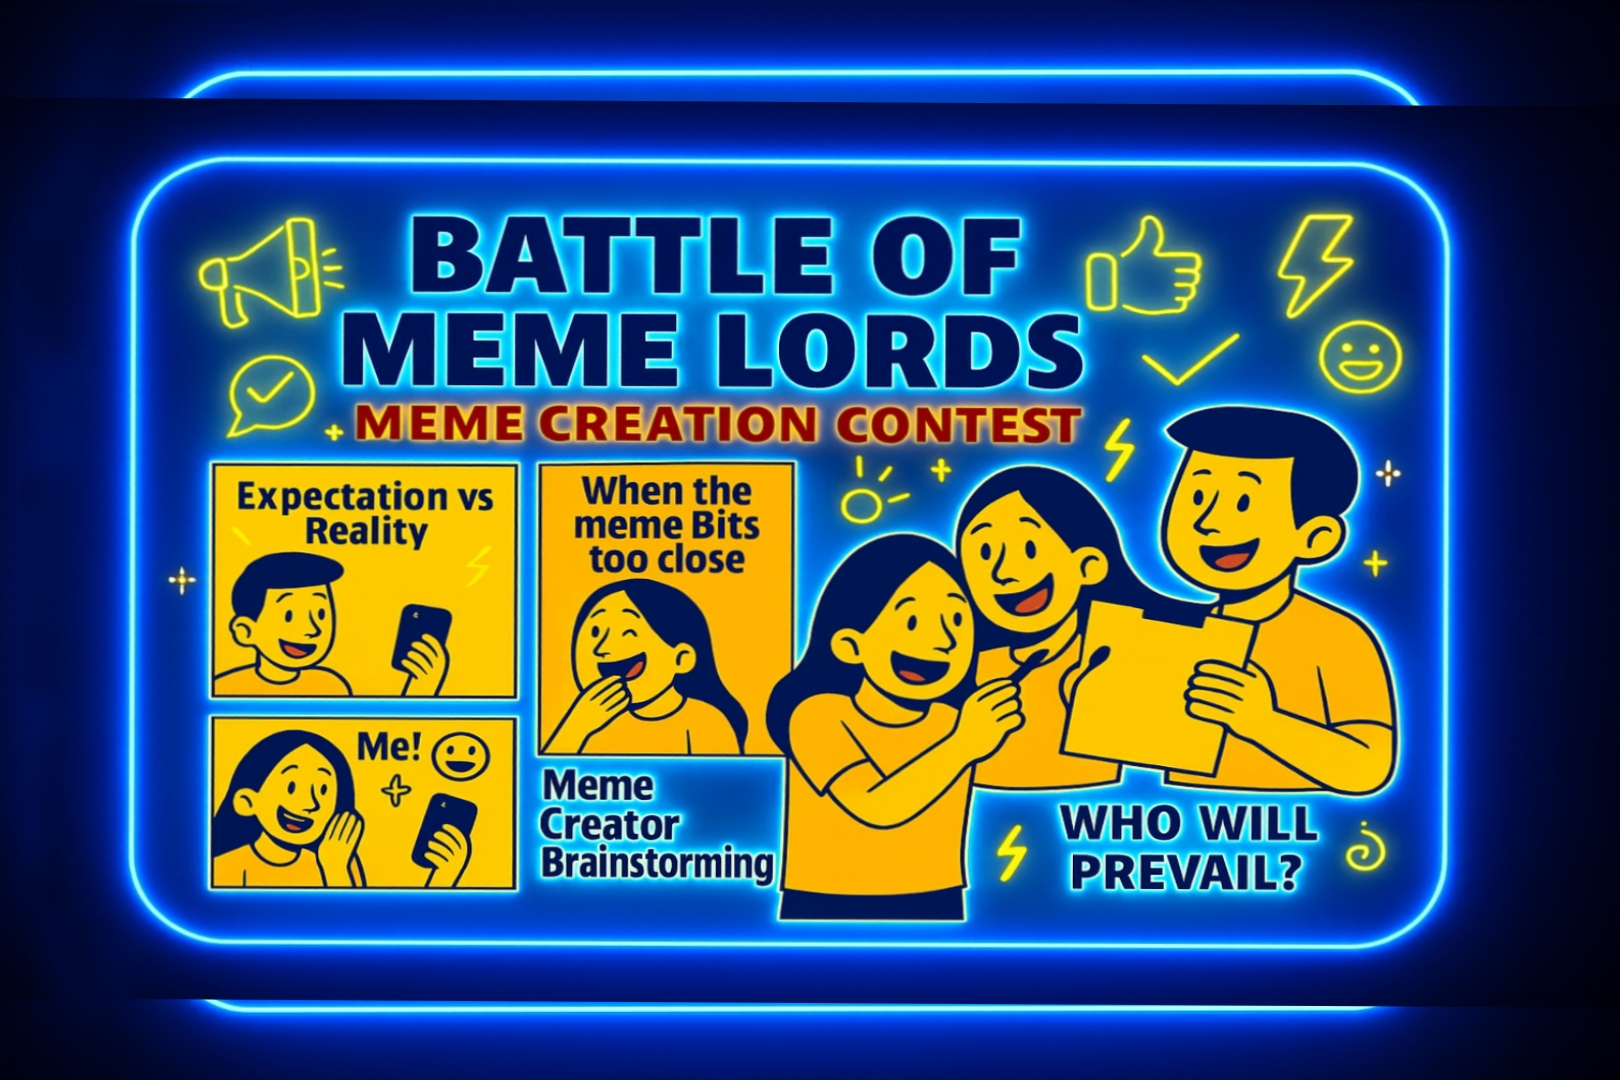 BATTLE OF
MEME LORDS
MEME CREATION CONTEST
Expectation vs
Reality
When the
meme Bits
too close
Me!
Meme
Creator
Brainstorming
WHO WILL
PREVAIL?